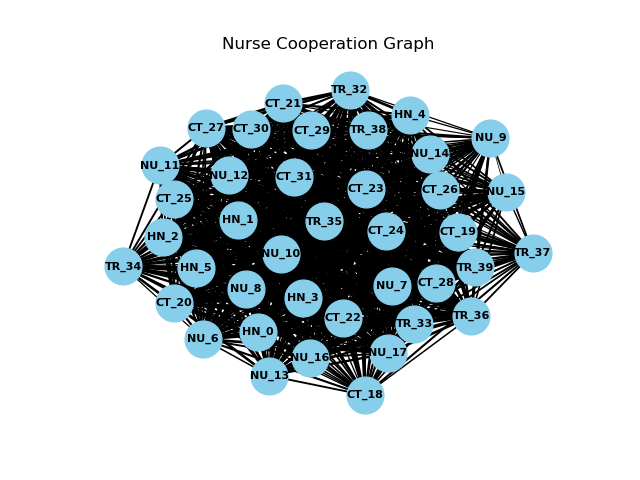 Nurse Cooperation Graph
TR_32
CT_21
HN_4
CT_27
CT_30
CT_29
TR_38
NU_9
NU_14
NU_11
NU_12
CT_31
CT_23
CT_26
NU_15
CT_25
HN_1
TR_35
CT_24
CT_19
HN_2
NU_10
TR_37
TR_34
HN_5
TR_39
NU_8
HN_3
NU_7
CT_28
CT_20
CT_22
TR_33
TR_36
NU_6
HN_0
NU_16
NU_17
NU_13
CT_18